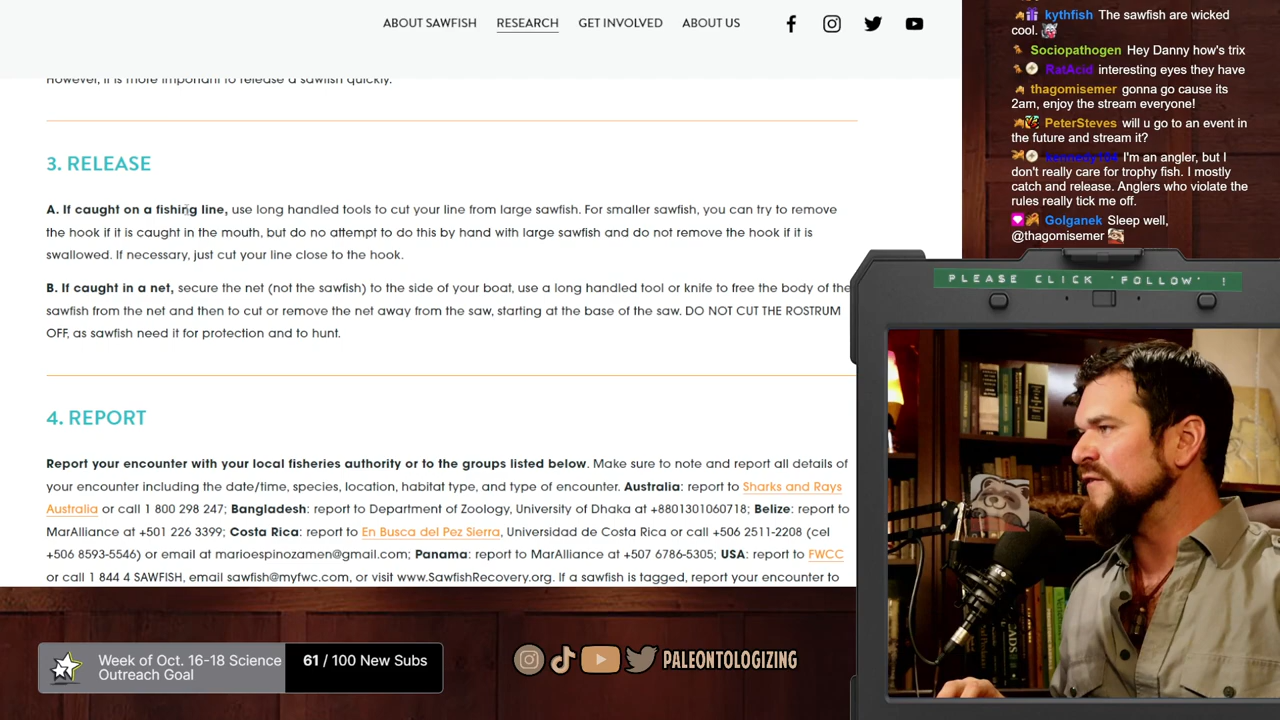 ABOUT SAWFISH RESEARCH GET INVOLVED ABOUT US
However, it is more important to release a sawfish quickly.
3. RELEASE
A. If caught on a fishing line, use long handled tools to cut your line from large sawfish. For smaller sawfish, you can try to remove
the hook if it is caught in the mouth, but do no attempt to do this by hand with large sawfish and do not remove the hook if it is
swallowed. If necessary, just cut your line close to the hook.
B. If caught in a net, secure the net (not the sawfish) to the side of your boat, use a long handled tool or knife to free the body of the
sawfish from the net and then to cut or remove the net away from the saw, starting at the base of the saw. DO NOT CUT THE ROSTRUM
OFF, as sawfish need it for protection and to hunt.
4. REPORT
Report your encounter with your local fisheries authority or to the groups listed below. Make sure to note and report all details of
your encounter including the date/time, species, location, habitat type, and type of encounter. Australia: report to Sharks and Rays
Australia or call 1 800 298 247; Bangladesh: report to Department of Zoology, University of Dhaka at +8801301060718; Belize: report to
MarAlliance at +501 226 3399; Costa Rica: report to En Busca del Pez Sierra, Universidad de Costa Rica or call +506 2511-2208 (cel
+506 8593-5546) or email at marioespinozamen@gmail.com; Panama: report to MarAlliance at +507 6786-5305; USA: report to FWCC
or call 1 844 4 SAWFISH, email sawfish@myfwc.com, or visit www.SawfishRecovery.org. If a sawfish is tagged, report your encounter to
kythfish The sawfish are wicked
cool.
Sociopathogen Hey Danny how's trix
RatAcid interesting eyes they have
thagomisemer gonna go cause its
2am, enjoy the stream everyone!
PeterSteves will u go to an event in
the future and stream it?
kennedy104 I'm an angler, but I
don't really care for trophy fish. I mostly
catch and release. Anglers who violate the
rules really tick me off.
Golganek Sleep well,
@thagomisemer
PLEASE CLICK 'FOLLOW' !
Week of Oct. 16-18 Science
Outreach Goal
61 / 100 New Subs
PALEONTOLOGIZING